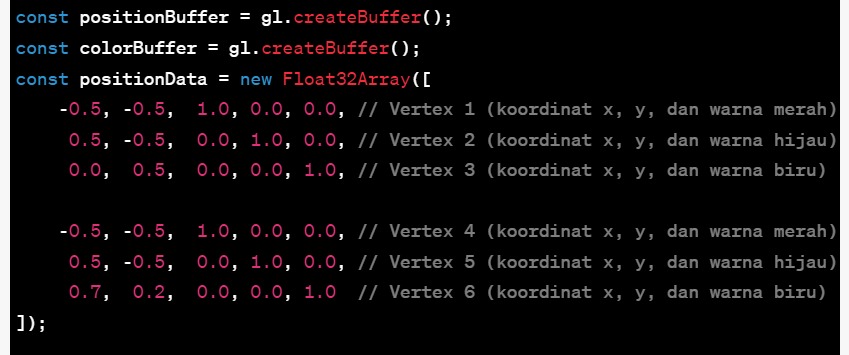 const positionBuffer = gl.createBuffer();
const colorBuffer = gl.createBuffer();
const positionData = new Float32Array([
    -0.5, -0.5,  1.0, 0.0, 0.0, // Vertex 1 (koordinat x, y, dan warna merah)
     0.5, -0.5,  0.0, 1.0, 0.0, // Vertex 2 (koordinat x, y, dan warna hijau)
     0.0,  0.5,  0.0, 0.0, 1.0, // Vertex 3 (koordinat x, y, dan warna biru)

    -0.5, -0.5,  1.0, 0.0, 0.0, // Vertex 4 (koordinat x, y, dan warna merah)
     0.5, -0.5,  0.0, 1.0, 0.0, // Vertex 5 (koordinat x, y, dan warna hijau)
     0.7,  0.2,  0.0, 0.0, 1.0  // Vertex 6 (koordinat x, y, dan warna biru)
]);